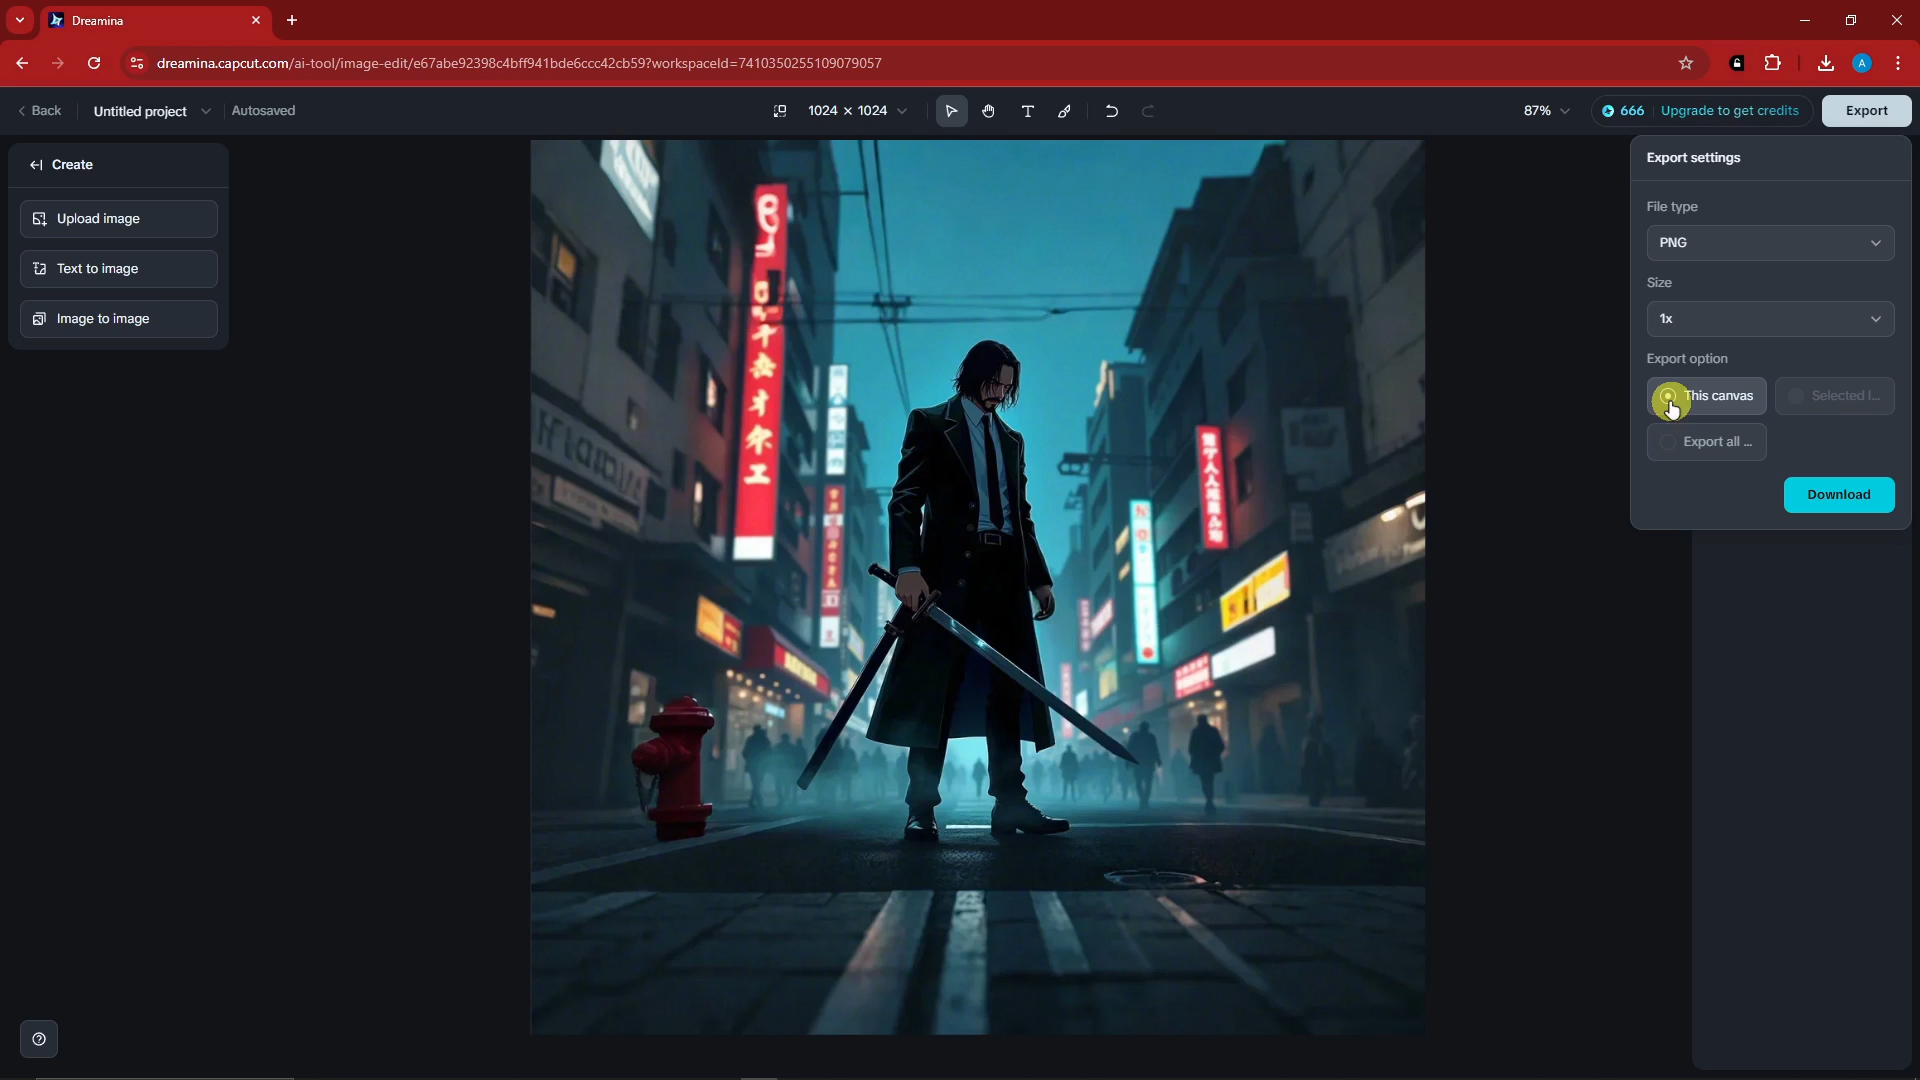 Dreamina
dreamina.capcut.com/ai-tool/image-edit/e67abe92398c4bff941bde6ccc42cb59?workspaceId=7410350255109079057
A
Back
Untitled project
Autosaved
1024 × 1024
87%
666
Upgrade to get credits
Export
Create
Upload image
Text to image
Image to image
Export settings
File type
PNG
Size
1x
Export option
This canvas
Selected l...
Export all ...
Download